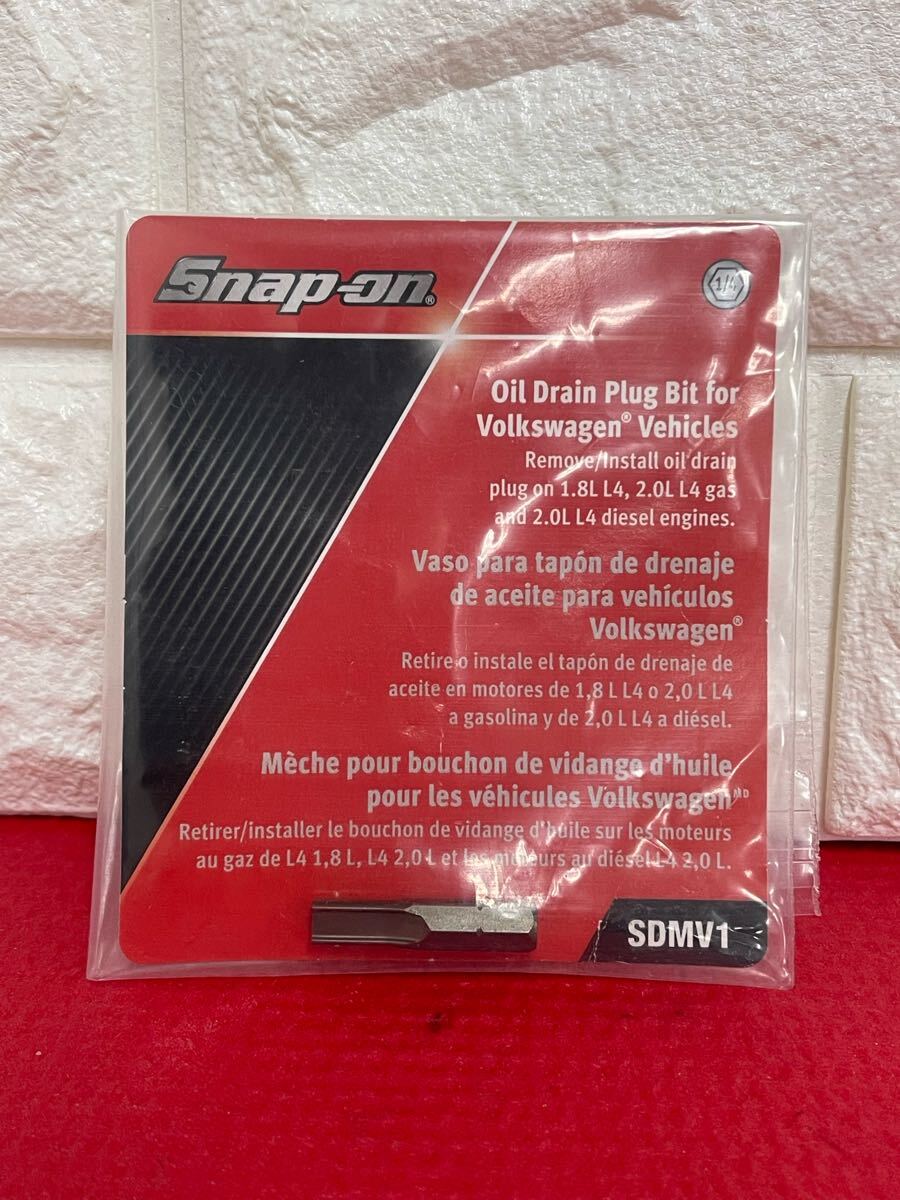 Snap-on®
1/4
Oil Drain Plug Bit for
Volkswagen® Vehicles
Remove/Install oil drain
plug on 1.8L L4, 2.0L L4 gas
and 2.0L L4 diesel engines.
Vaso para tapón de drenaje
de aceite para vehículos
Volkswagen®
Retire o instale el tapón de drenaje de
aceite en motores de 1,8 L L4 o 2,0 L L4
a gasolina y de 2,0 L L4 a diésel.
Mèche pour bouchon de vidange d'huile
pour les véhicules Volkswagen MD
Retirer/installer le bouchon de vidange d'huile sur les moteurs
au gaz de L4 1,8 L, L4 2,0 L et les moteurs au diésel L4 2,0 L.
SDMV1